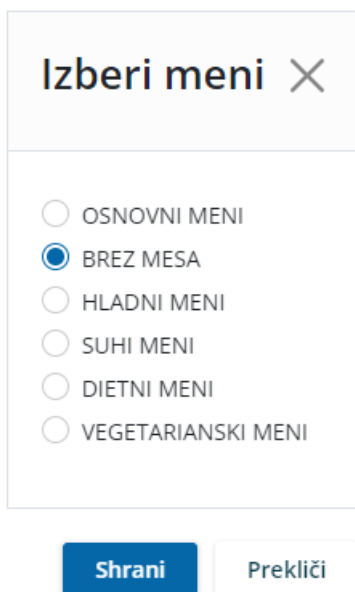 Izberi meni
OSNOVNI MENI
BREZ MESA
HLADNI MENI
SUHI MENI
DIETNI MENI
VEGETARIANSKI MENI
Shrani Prekliči